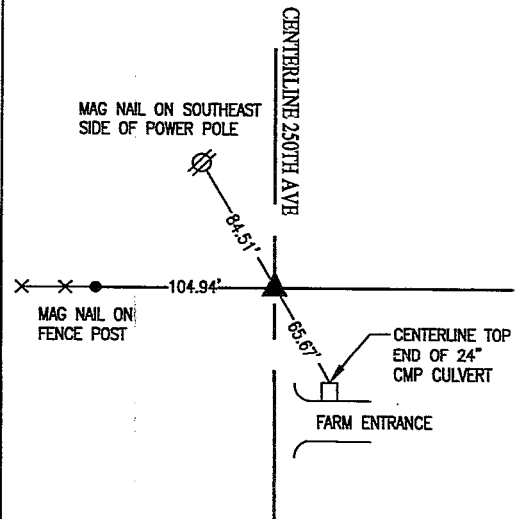 CENTERLINE 250TH AVE
MAG NAIL ON SOUTHEAST
SIDE OF POWER POLE
84.51'
104.94'
MAG NAIL ON
FENCE POST
65.67'
CENTERLINE TOP
END OF 24"
CMP CULVERT
FARM ENTRANCE